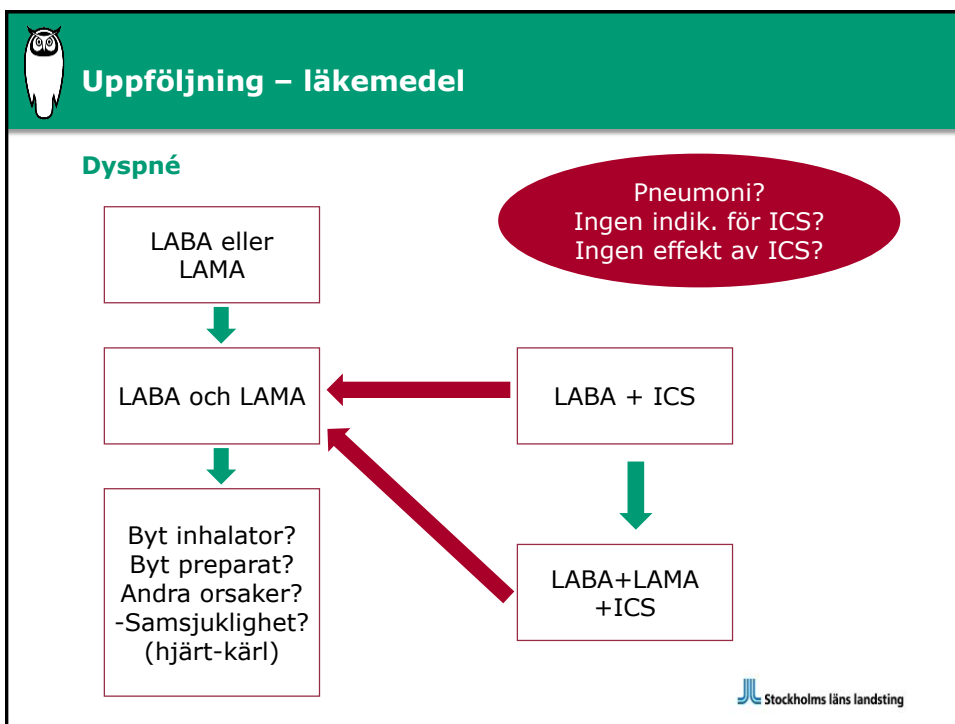 Uppföljning – läkemedel
Dyspné
Pneumoni?
Ingen indik. för ICS?
Ingen effekt av ICS?
LABA eller
LAMA
LABA och LAMA
LABA + ICS
Byt inhalator?
Byt preparat?
Andra orsaker?
-Samsjuklighet?
(hjärt-kärl)
LABA+LAMA
+ICS
Stockholms läns landsting